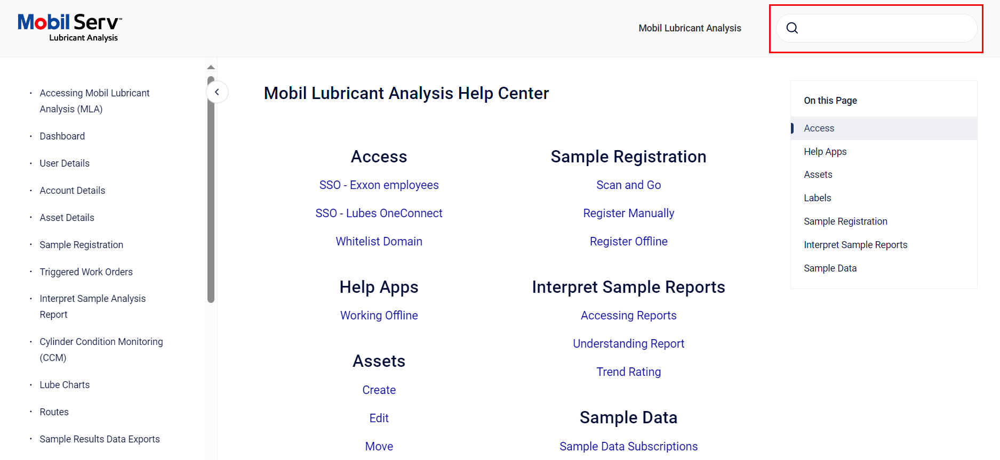 Mobil Serv™
Lubricant Analysis
Mobil Lubricant Analysis
Accessing Mobil Lubricant
Analysis (MLA)
Dashboard
User Details
Account Details
Asset Details
Sample Registration
Triggered Work Orders
Interpret Sample Analysis
Report
Cylinder Condition Monitoring
(CCM)
Lube Charts
Routes
Sample Results Data Exports
Mobil Lubricant Analysis Help Center
Access
SSO - Exxon employees
SSO - Lubes OneConnect
Whitelist Domain
Help Apps
Working Offline
Assets
Create
Edit
Move
Sample Registration
Scan and Go
Register Manually
Register Offline
Interpret Sample Reports
Accessing Reports
Understanding Report
Trend Rating
Sample Data
Sample Data Subscriptions
On this Page
Access
Help Apps
Assets
Labels
Sample Registration
Interpret Sample Reports
Sample Data